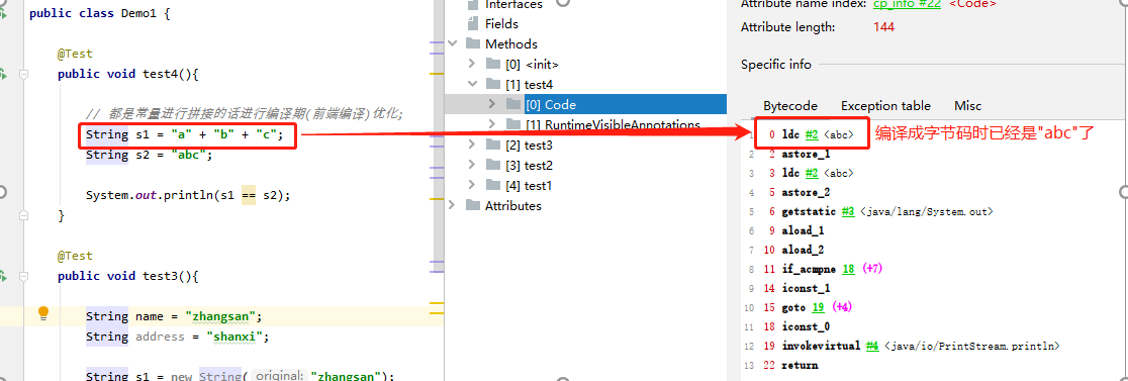 public class Demo1 {
@Test
public void test4(){
// 都是常量进行拼接的话进行编译期(前端编译)优化;
String s1 = "a" + "b" + "c";
String s2 = "abc";
System.out.println(s1 == s2);
}
@Test
public void test3(){
String name = "zhangsan";
String address = "shanxi";
String s1 = new String( original: "zhangsan");
Interfaces
Fields
Methods
[0] <init>
[1] test4
[0] Code
[1] RuntimeVisibleAnnotations
[2] test3
[3] test2
[4] test1
Attributes
Attribute name index: cp_info #22 <Code>
Attribute length: 144
Specific info
Bytecode Exception table Misc
1 0 ldc #2 <abc> 编译成字节码时已经是"abc"了
2 2 astore_1
3 3 ldc #2 <abc>
4 5 astore_2
5 6 getstatic #3 <java/lang/System.out>
6 9 aload_1
7 10 aload_2
8 11 if_acmpne 18 (+7)
9 14 iconst_1
10 15 goto 19 (+4)
11 18 iconst_0
12 19 invokevirtual #4 <java/io/PrintStream.println>
13 22 return